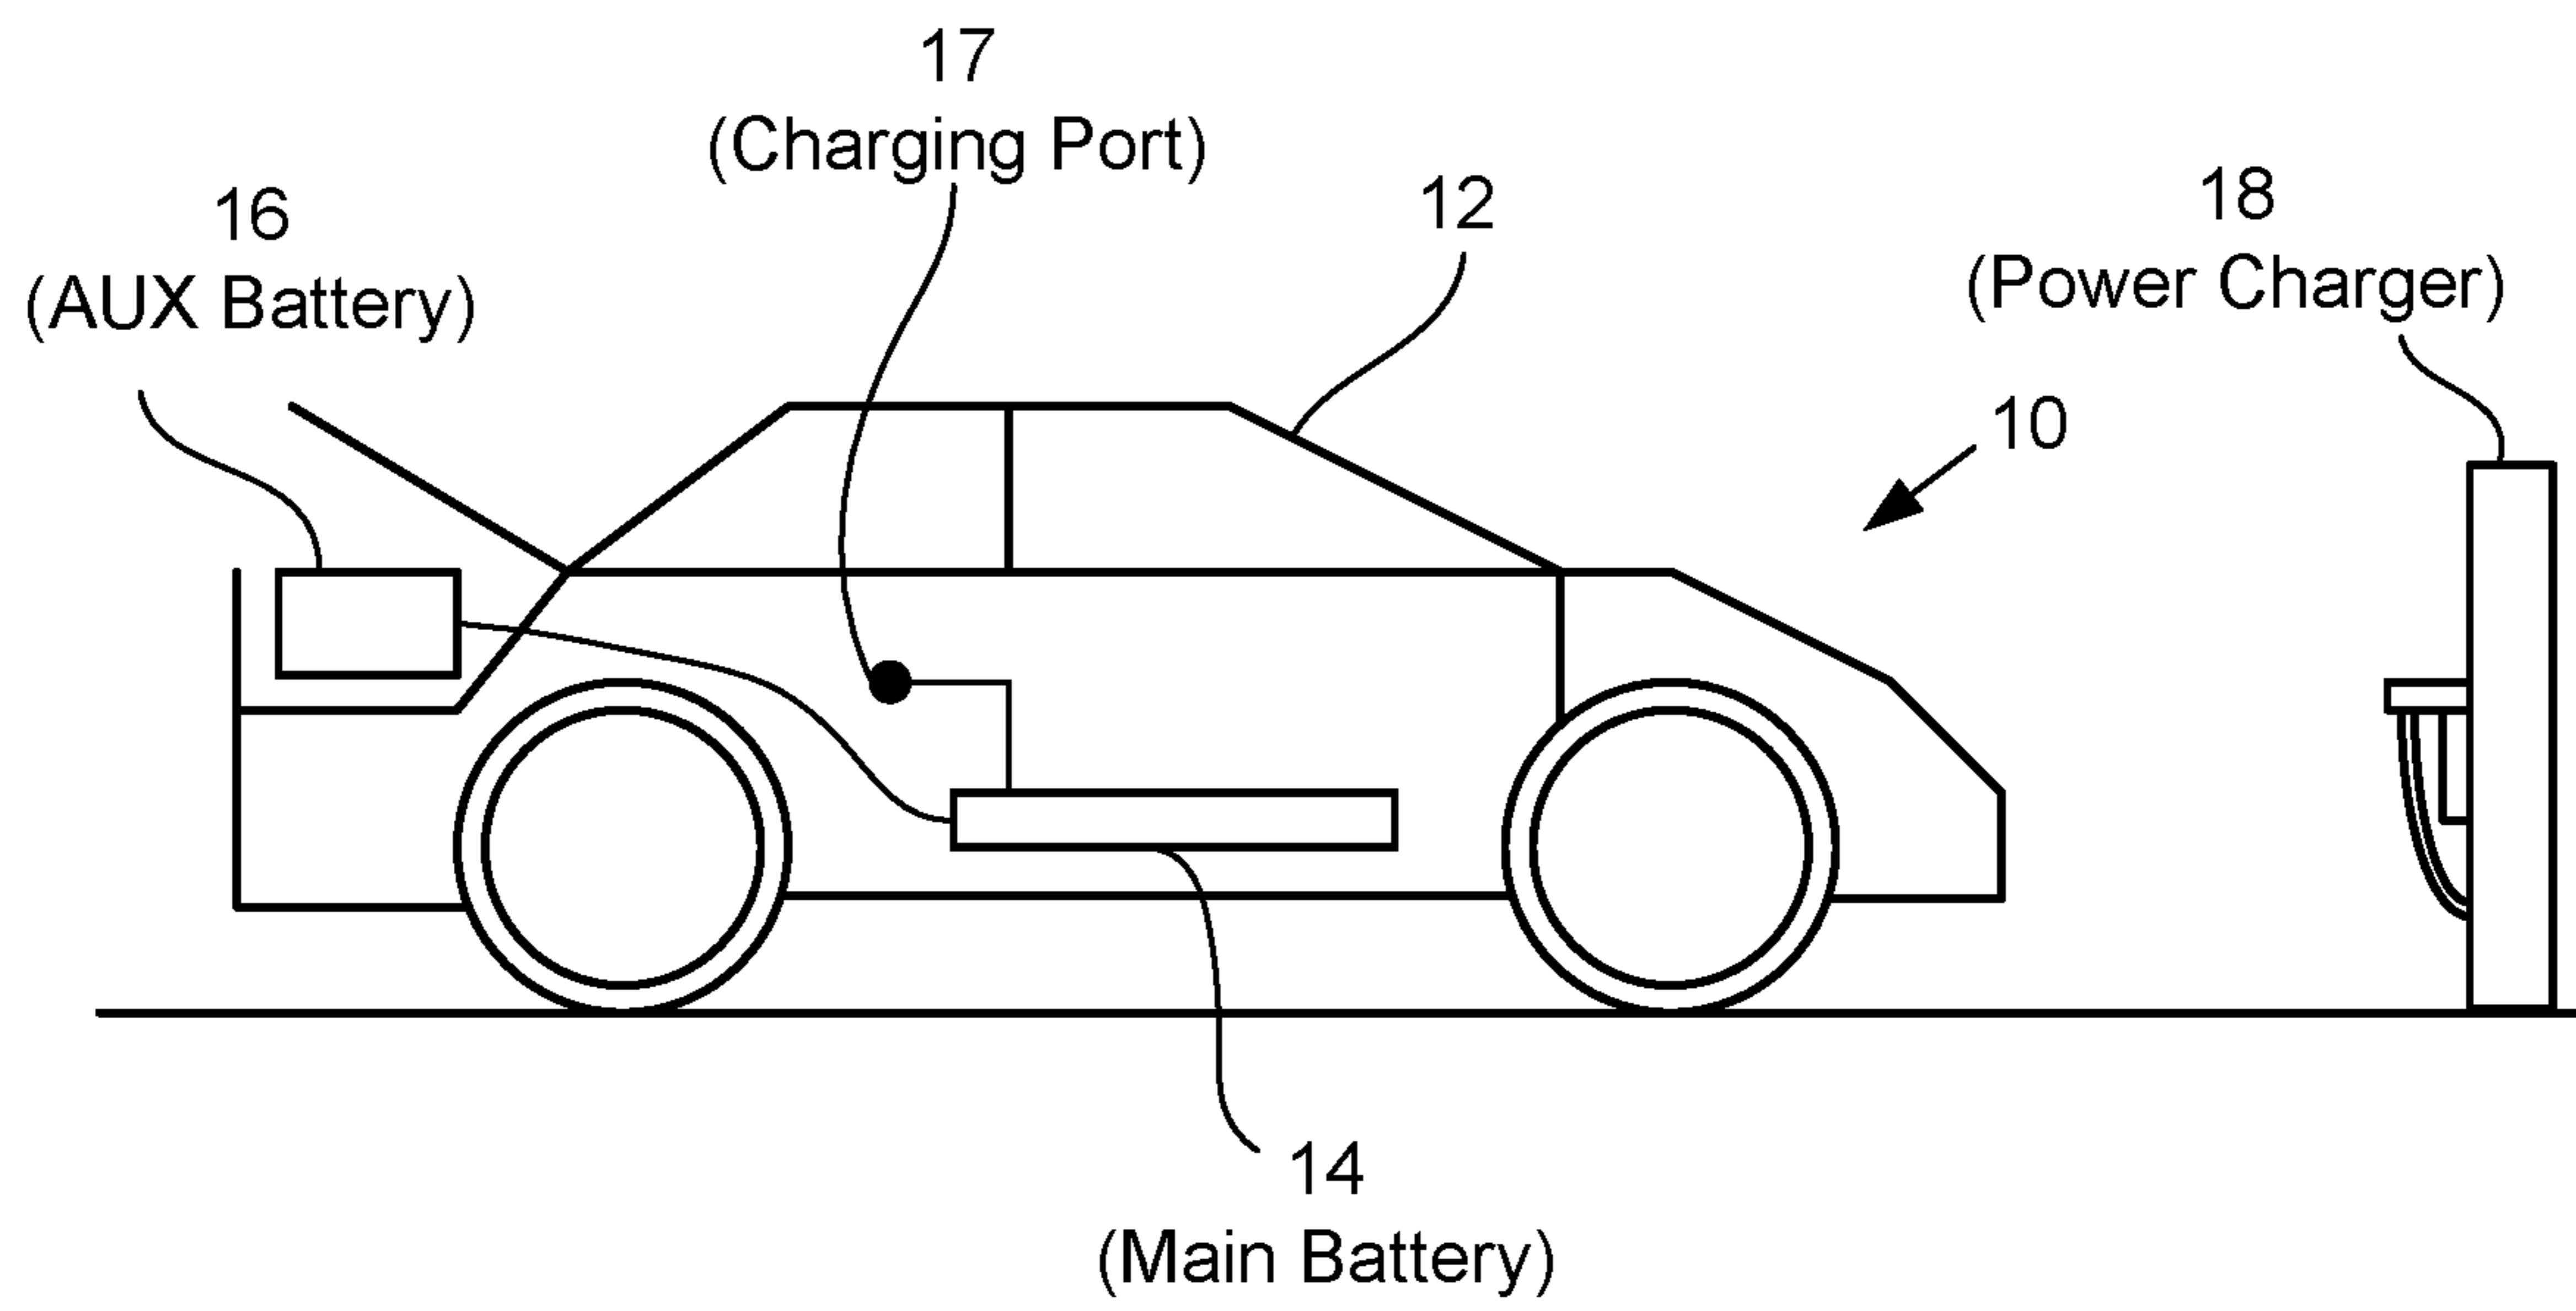 17
(Charging Port)
16
(AUX Battery)
12
18
(Power Charger)
10
14
(Main Battery)